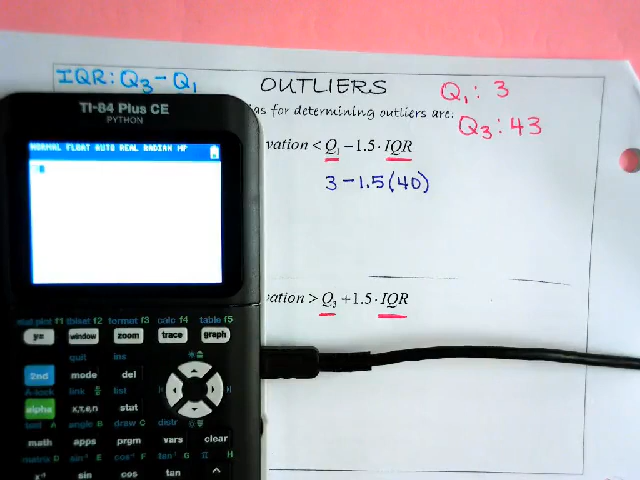 IQR: Q3 − Q1
OUTLIERS
Q1: 3
for determining outliers are:
Q3: 43
vation < Q1 − 1.5 · IQR
3 − 1.5(40)
vation > Q3 + 1.5 · IQR
TI-84 Plus CE
PYTHON
NORMAL FLOAT AUTO REAL RADIAN MP
stat plot f1 tblset f2 format f3 calc f4 table f5
y= window zoom trace graph
quit ins
2nd mode del
A-lock link list
alpha x,t,θ,n stat
test A angle B draw C distr
math apps prgm vars clear
matrix D sin⁻¹ E cos⁻¹ F tan⁻¹ G π H
x⁻¹ sin cos tan ^